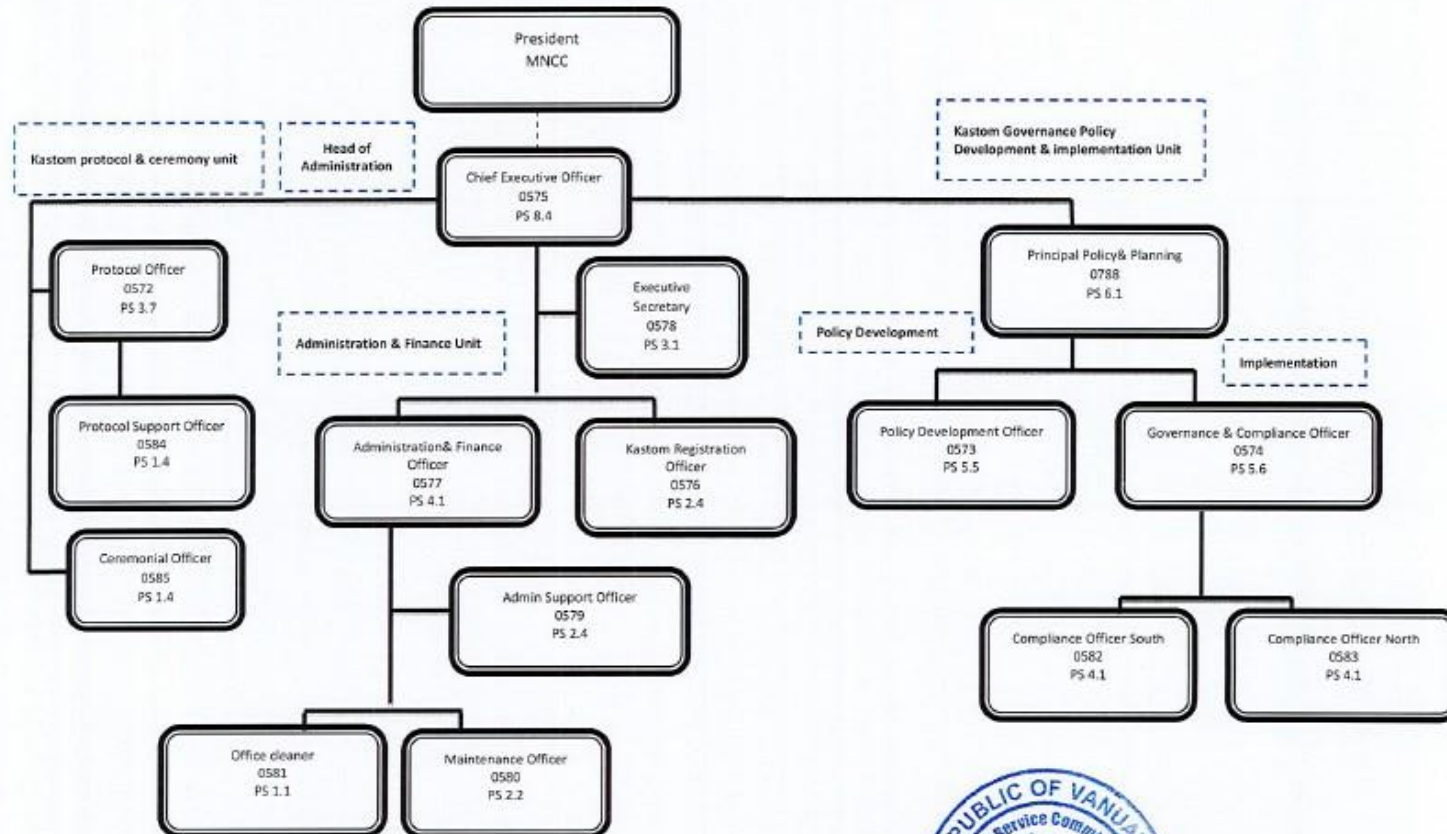 President
MNCC
Kastom protocol & ceremony unit
Head of
Administration
Kastom Governance Policy
Development & implementation Unit
Chief Executive Officer
0575
PS 8.4
Protocol Officer
0572
PS 3.7
Executive
Secretary
0578
PS 3.1
Principal Policy& Planning
0788
PS 6.1
Administration & Finance Unit
Policy Development
Implementation
Protocol Support Officer
0584
PS 1.4
Administration& Finance
Officer
0577
PS 4.1
Kastom Registration
Officer
0576
PS 2.4
Policy Development Officer
0573
PS 5.5
Governance & Compliance Officer
0574
PS 5.6
Ceremonial Officer
0585
PS 1.4
Admin Support Officer
0579
PS 2.4
Compliance Officer South
0582
PS 4.1
Compliance Officer North
0583
PS 4.1
Office cleaner
0581
PS 1.1
Maintenance Officer
0580
PS 2.2
OF
Service